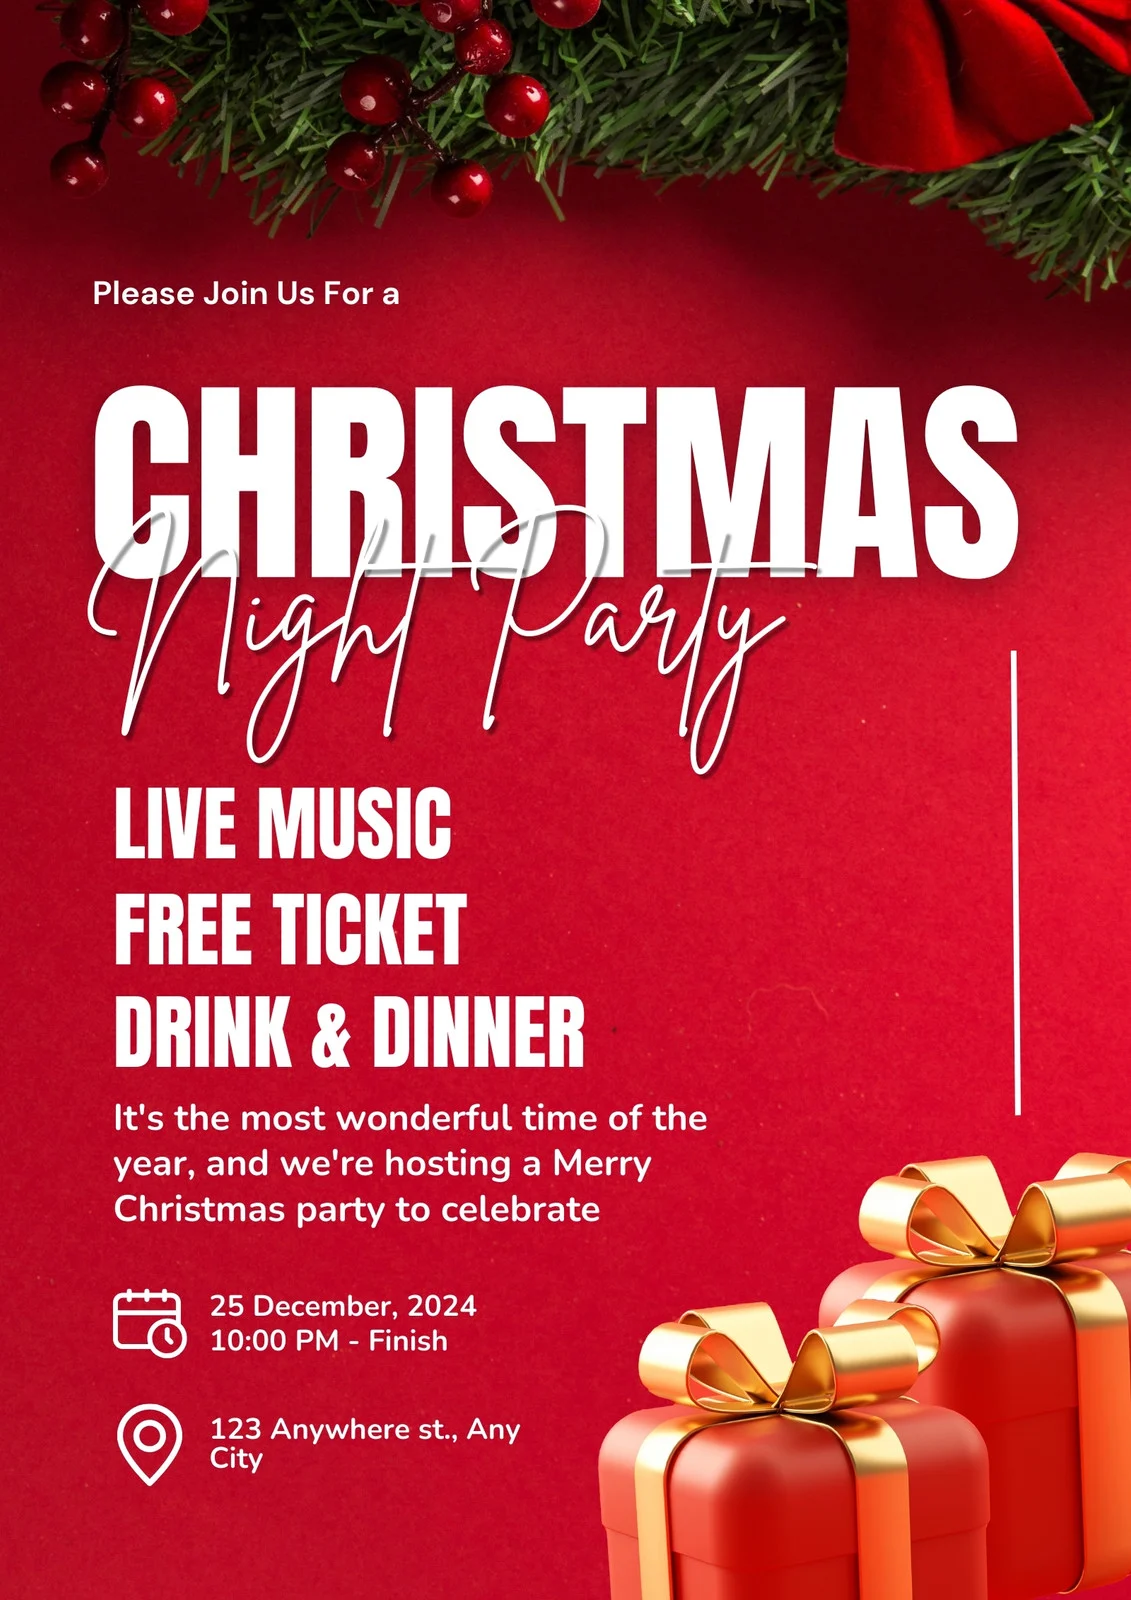 Please Join Us For a
CHRISTMAS
Night Party
LIVE MUSIC
FREE TICKET
DRINK & DINNER
It's the most wonderful time of the
year, and we're hosting a Merry
Christmas party to celebrate
25 December, 2024
10:00 PM - Finish
123 Anywhere st., Any
City